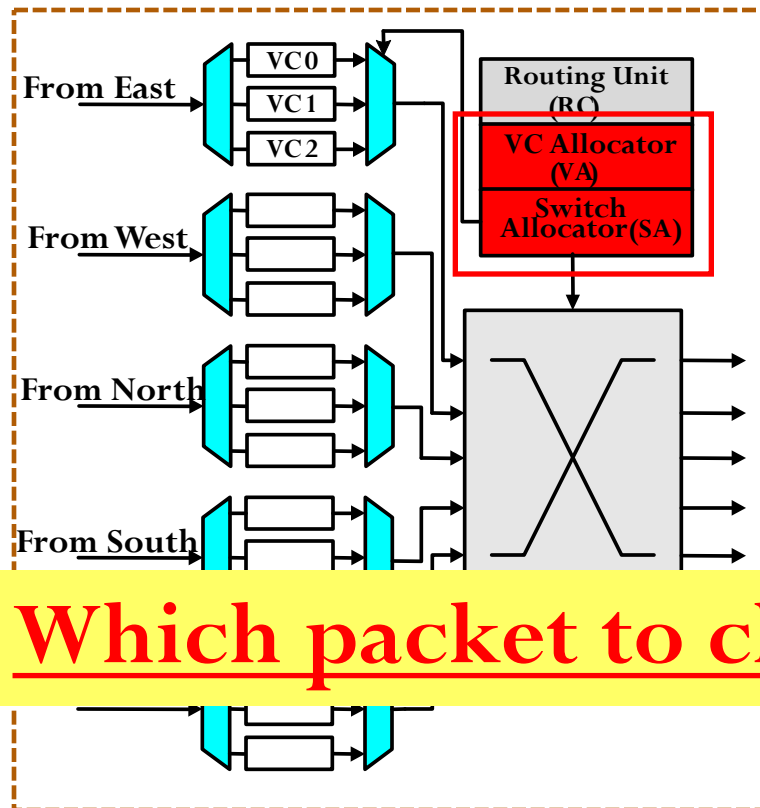 From East
VC0
VC1
VC2
Routing Unit
(RC)
VC Allocator
(VA)
Switch
Allocator(SA)
From West
From North
From South
Which packet to